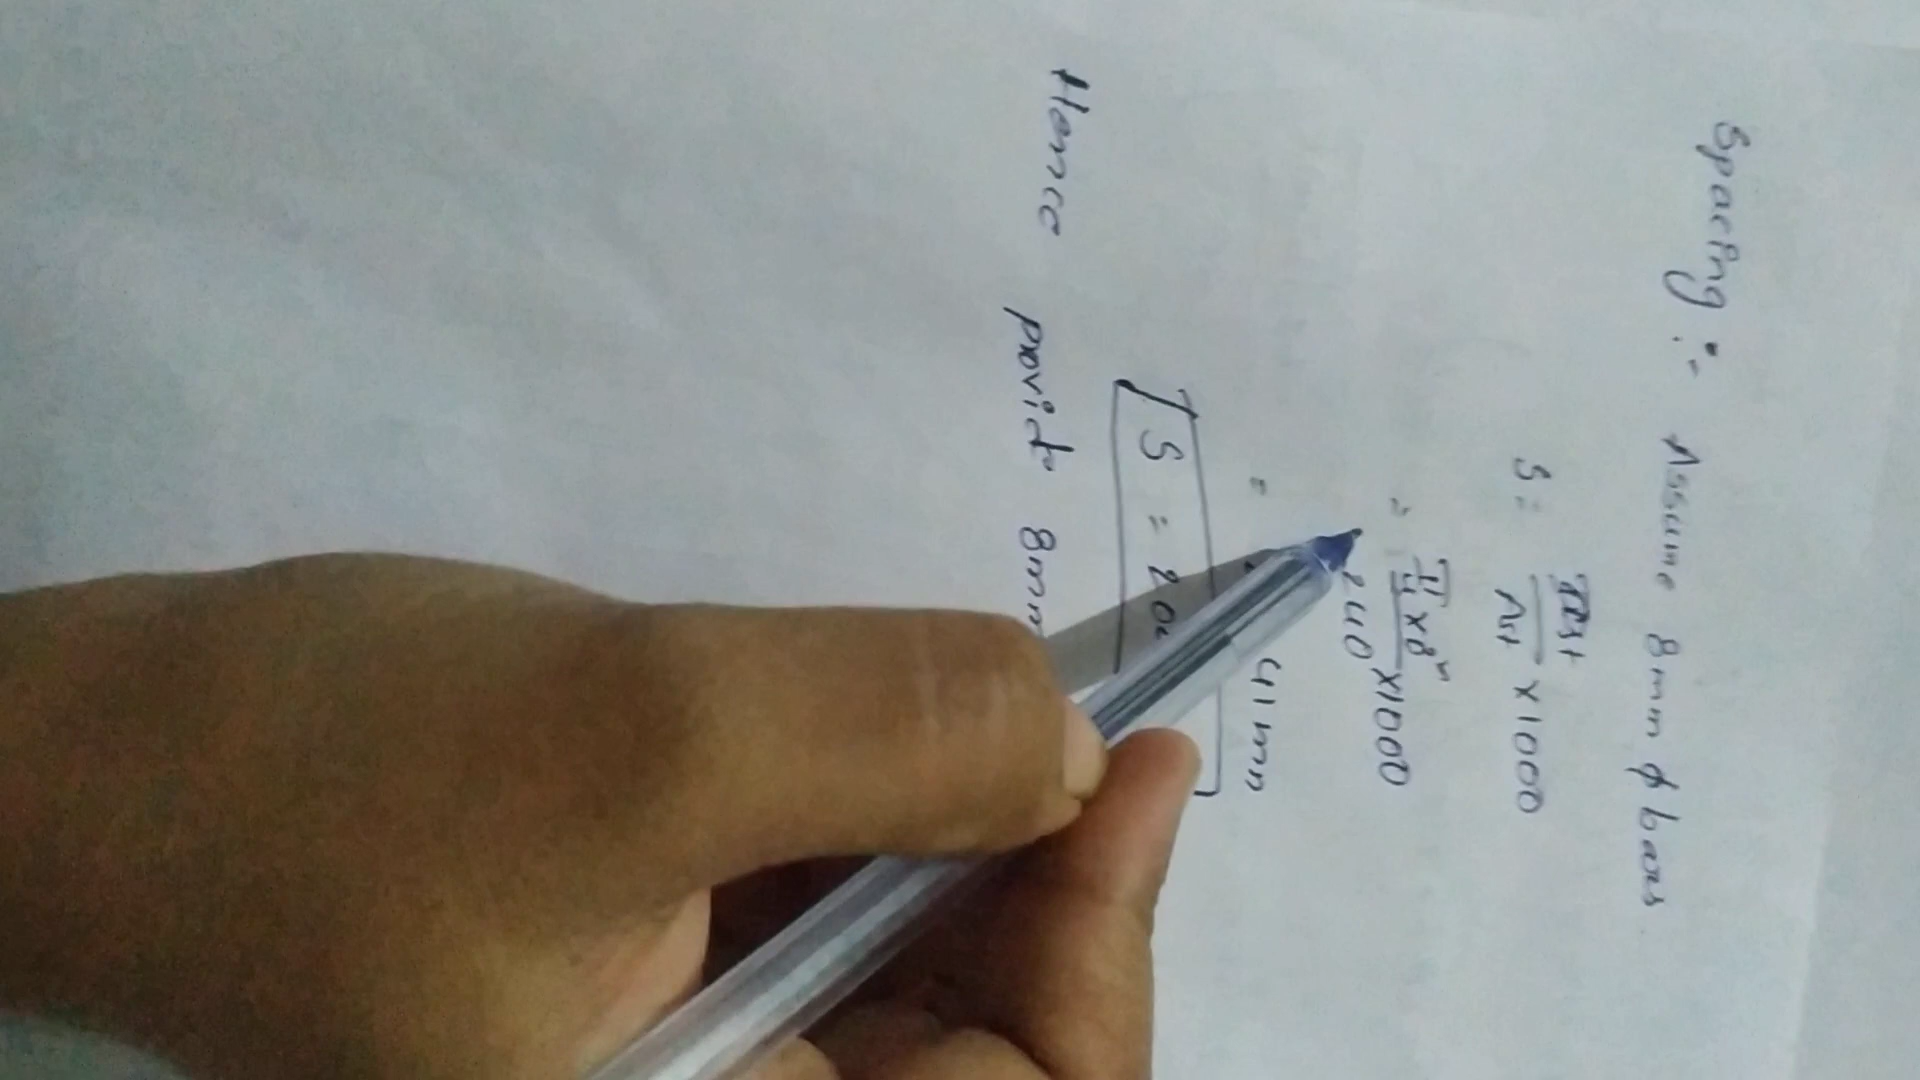 Spacing :- Assume 8mm ϕ bars
S = Ast / Ast × 1000
= π/4 × 8² / 240 × 1000
= 41mm
S = 20
Hence provide 8mm